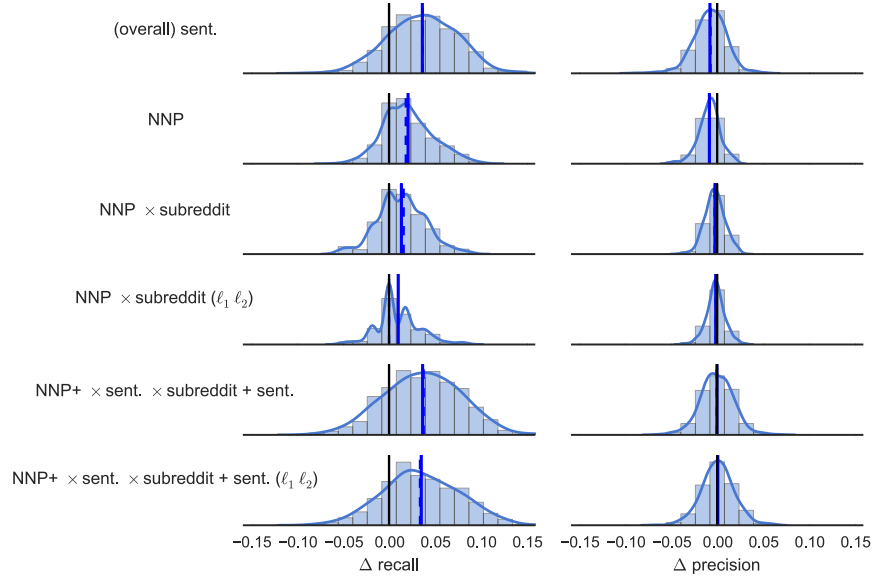 (overall) sent.
NNP
NNP × subreddit
NNP × subreddit (ℓ₁ ℓ₂)
NNP+ × sent. × subreddit + sent.
NNP+ × sent. × subreddit + sent. (ℓ₁ ℓ₂)
−0.15 −0.10 −0.05 0.00 0.05 0.10 0.15 −0.15 −0.10 −0.05 0.00 0.05 0.10 0.15
Δ recall Δ precision